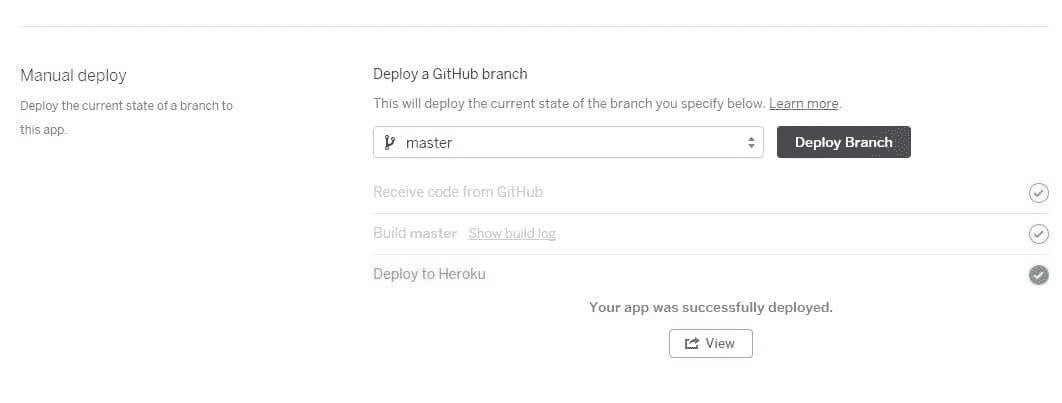 Manual deploy
Deploy the current state of a branch to
this app.
Deploy a GitHub branch
This will deploy the current state of the branch you specify below. Learn more.
master
Deploy Branch
Receive code from GitHub
Build master Show build log
Deploy to Heroku
Your app was successfully deployed.
View